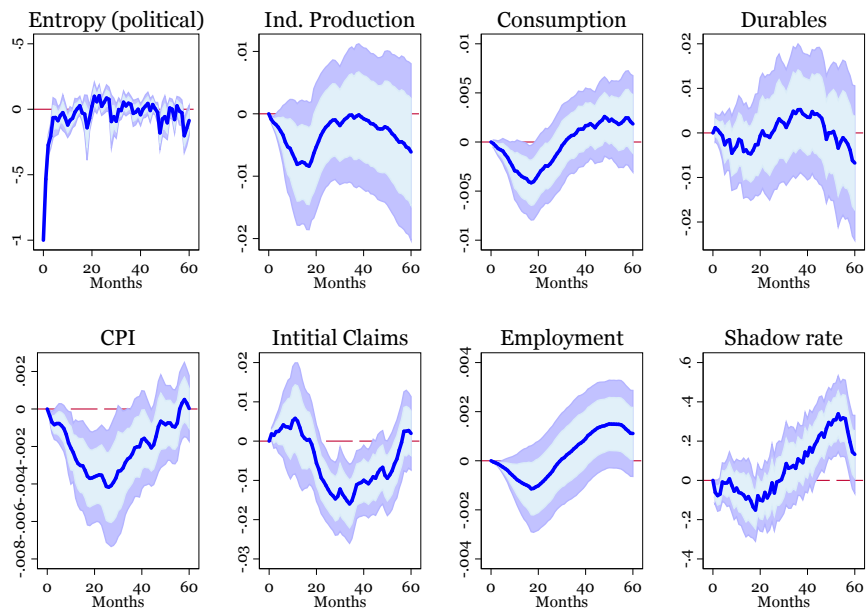 Entropy (political)
.5
0
-.5
-1
0 20 40 60
Months
Ind. Production
.01
0
-.01
-.02
0 20 40 60
Months
Consumption
.01
.005
0
-.005
-.01
0 20 40 60
Months
Durables
.02
.01
0
-.01
-.02
0 20 40 60
Months
CPI
.002
0
-.002
-.004
-.006
-.008
0 20 40 60
Months
Intitial Claims
.02
.01
0
-.01
-.02
-.03
0 20 40 60
Months
Employment
.004
.002
0
-.002
-.004
0 20 40 60
Months
Shadow rate
.6
.4
.2
0
-.2
-.4
0 20 40 60
Months